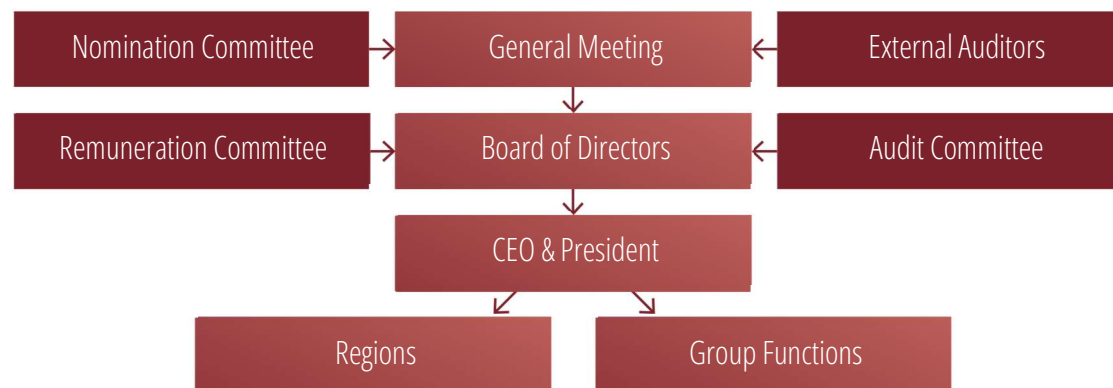 Nomination Committee
General Meeting
External Auditors
Remuneration Committee
Board of Directors
Audit Committee
CEO & President
Regions
Group Functions